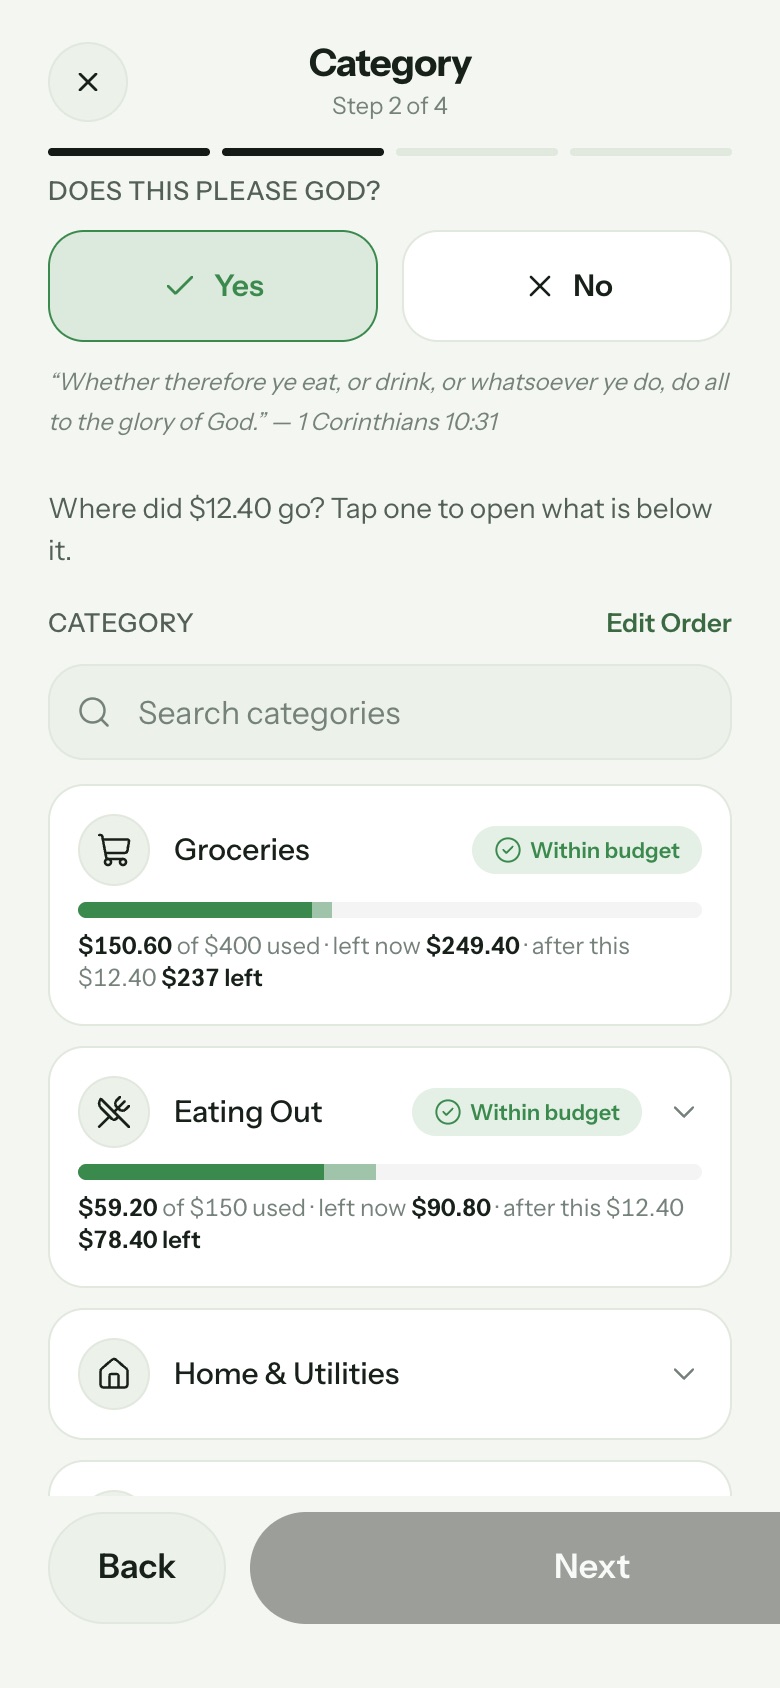 Category
Step 2 of 4
DOES THIS PLEASE GOD?
Yes
No
“Whether therefore ye eat, or drink, or whatsoever ye do, do all
to the glory of God.” — 1 Corinthians 10:31
Where did $12.40 go? Tap one to open what is below
it.
CATEGORY
Edit Order
Search categories
Groceries
Within budget
$150.60 of $400 used · left now $249.40 · after this
$12.40 $237 left
Eating Out
Within budget
$59.20 of $150 used · left now $90.80 · after this $12.40
$78.40 left
Home & Utilities
Back
Next